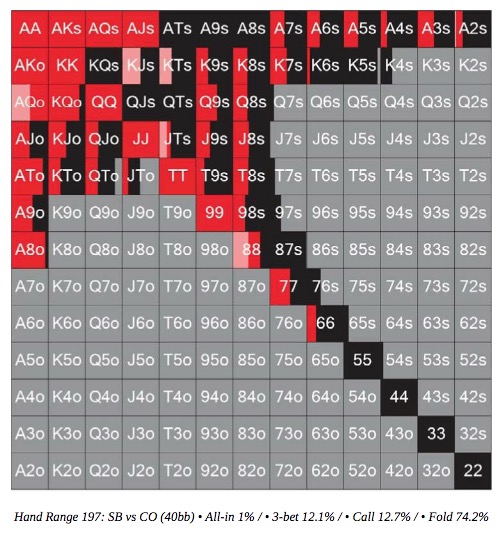 AA AKs AQs AJs ATs A9s A8s A7s A6s A5s A4s A3s A2s
AKo KK KQs KJs KTs K9s K8s K7s K6s K5s K4s K3s K2s
AQo KQo QQ QJs QTs Q9s Q8s Q7s Q6s Q5s Q4s Q3s Q2s
AJo KJo QJo JJ JTs J9s J8s J7s J6s J5s J4s J3s J2s
ATo KTo QTo JTo TT T9s T8s T7s T6s T5s T4s T3s T2s
A9o K9o Q9o J9o T9o 99 98s 97s 96s 95s 94s 93s 92s
A8o K8o Q8o J8o T8o 98o 88 87s 86s 85s 84s 83s 82s
A7o K7o Q7o J7o T7o 97o 87o 77 76s 75s 74s 73s 72s
A6o K6o Q6o J6o T6o 96o 86o 76o 66 65s 64s 63s 62s
A5o K5o Q5o J5o T5o 95o 85o 75o 65o 55 54s 53s 52s
A4o K4o Q4o J4o T4o 94o 84o 74o 64o 54o 44 43s 42s
A3o K3o Q3o J3o T3o 93o 83o 73o 63o 53o 43o 33 32s
A2o K2o Q2o J2o T2o 92o 82o 72o 62o 52o 42o 32o 22
Hand Range 197: SB vs CO (40bb) • All-in 1% / • 3-bet 12.1% / • Call 12.7% / • Fold 74.2%